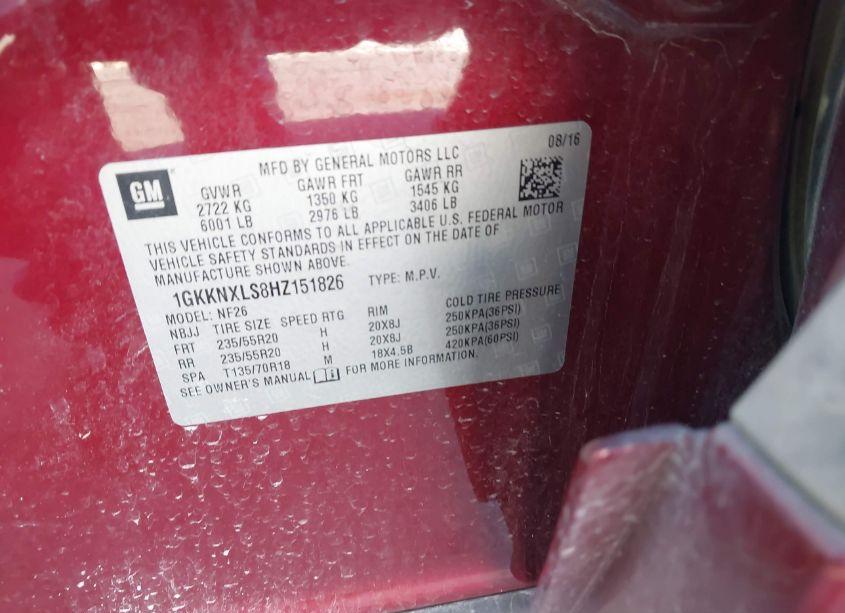 MFD BY GENERAL MOTORS LLC 08/16
GM
GVWR GAWR FRT GAWR RR
2722 KG 1350 KG 1545 KG
6001 LB 2976 LB 3406 LB
THIS VEHICLE CONFORMS TO ALL APPLICABLE U.S. FEDERAL MOTOR
VEHICLE SAFETY STANDARDS IN EFFECT ON THE DATE OF
MANUFACTURE SHOWN ABOVE.
1GKKNXLS8HZ151826 TYPE: M.P.V.
MODEL: NF26
NBJJ TIRE SIZE SPEED RTG RIM COLD TIRE PRESSURE
FRT 235/55R20 H 20X8J 250KPA(36PSI)
RR 235/55R20 H 20X8J 250KPA(36PSI)
SPA T135/70R18 M 18X4.5B 420KPA(60PSI)
SEE OWNER'S MANUAL FOR MORE INFORMATION.